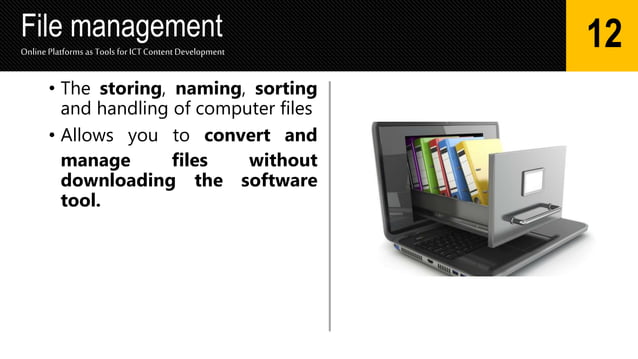 File management
Online Platforms as Tools for ICT Content Development
12
• The storing, naming, sorting
and handling of computer files
• Allows you to convert and
manage files without
downloading the software
tool.